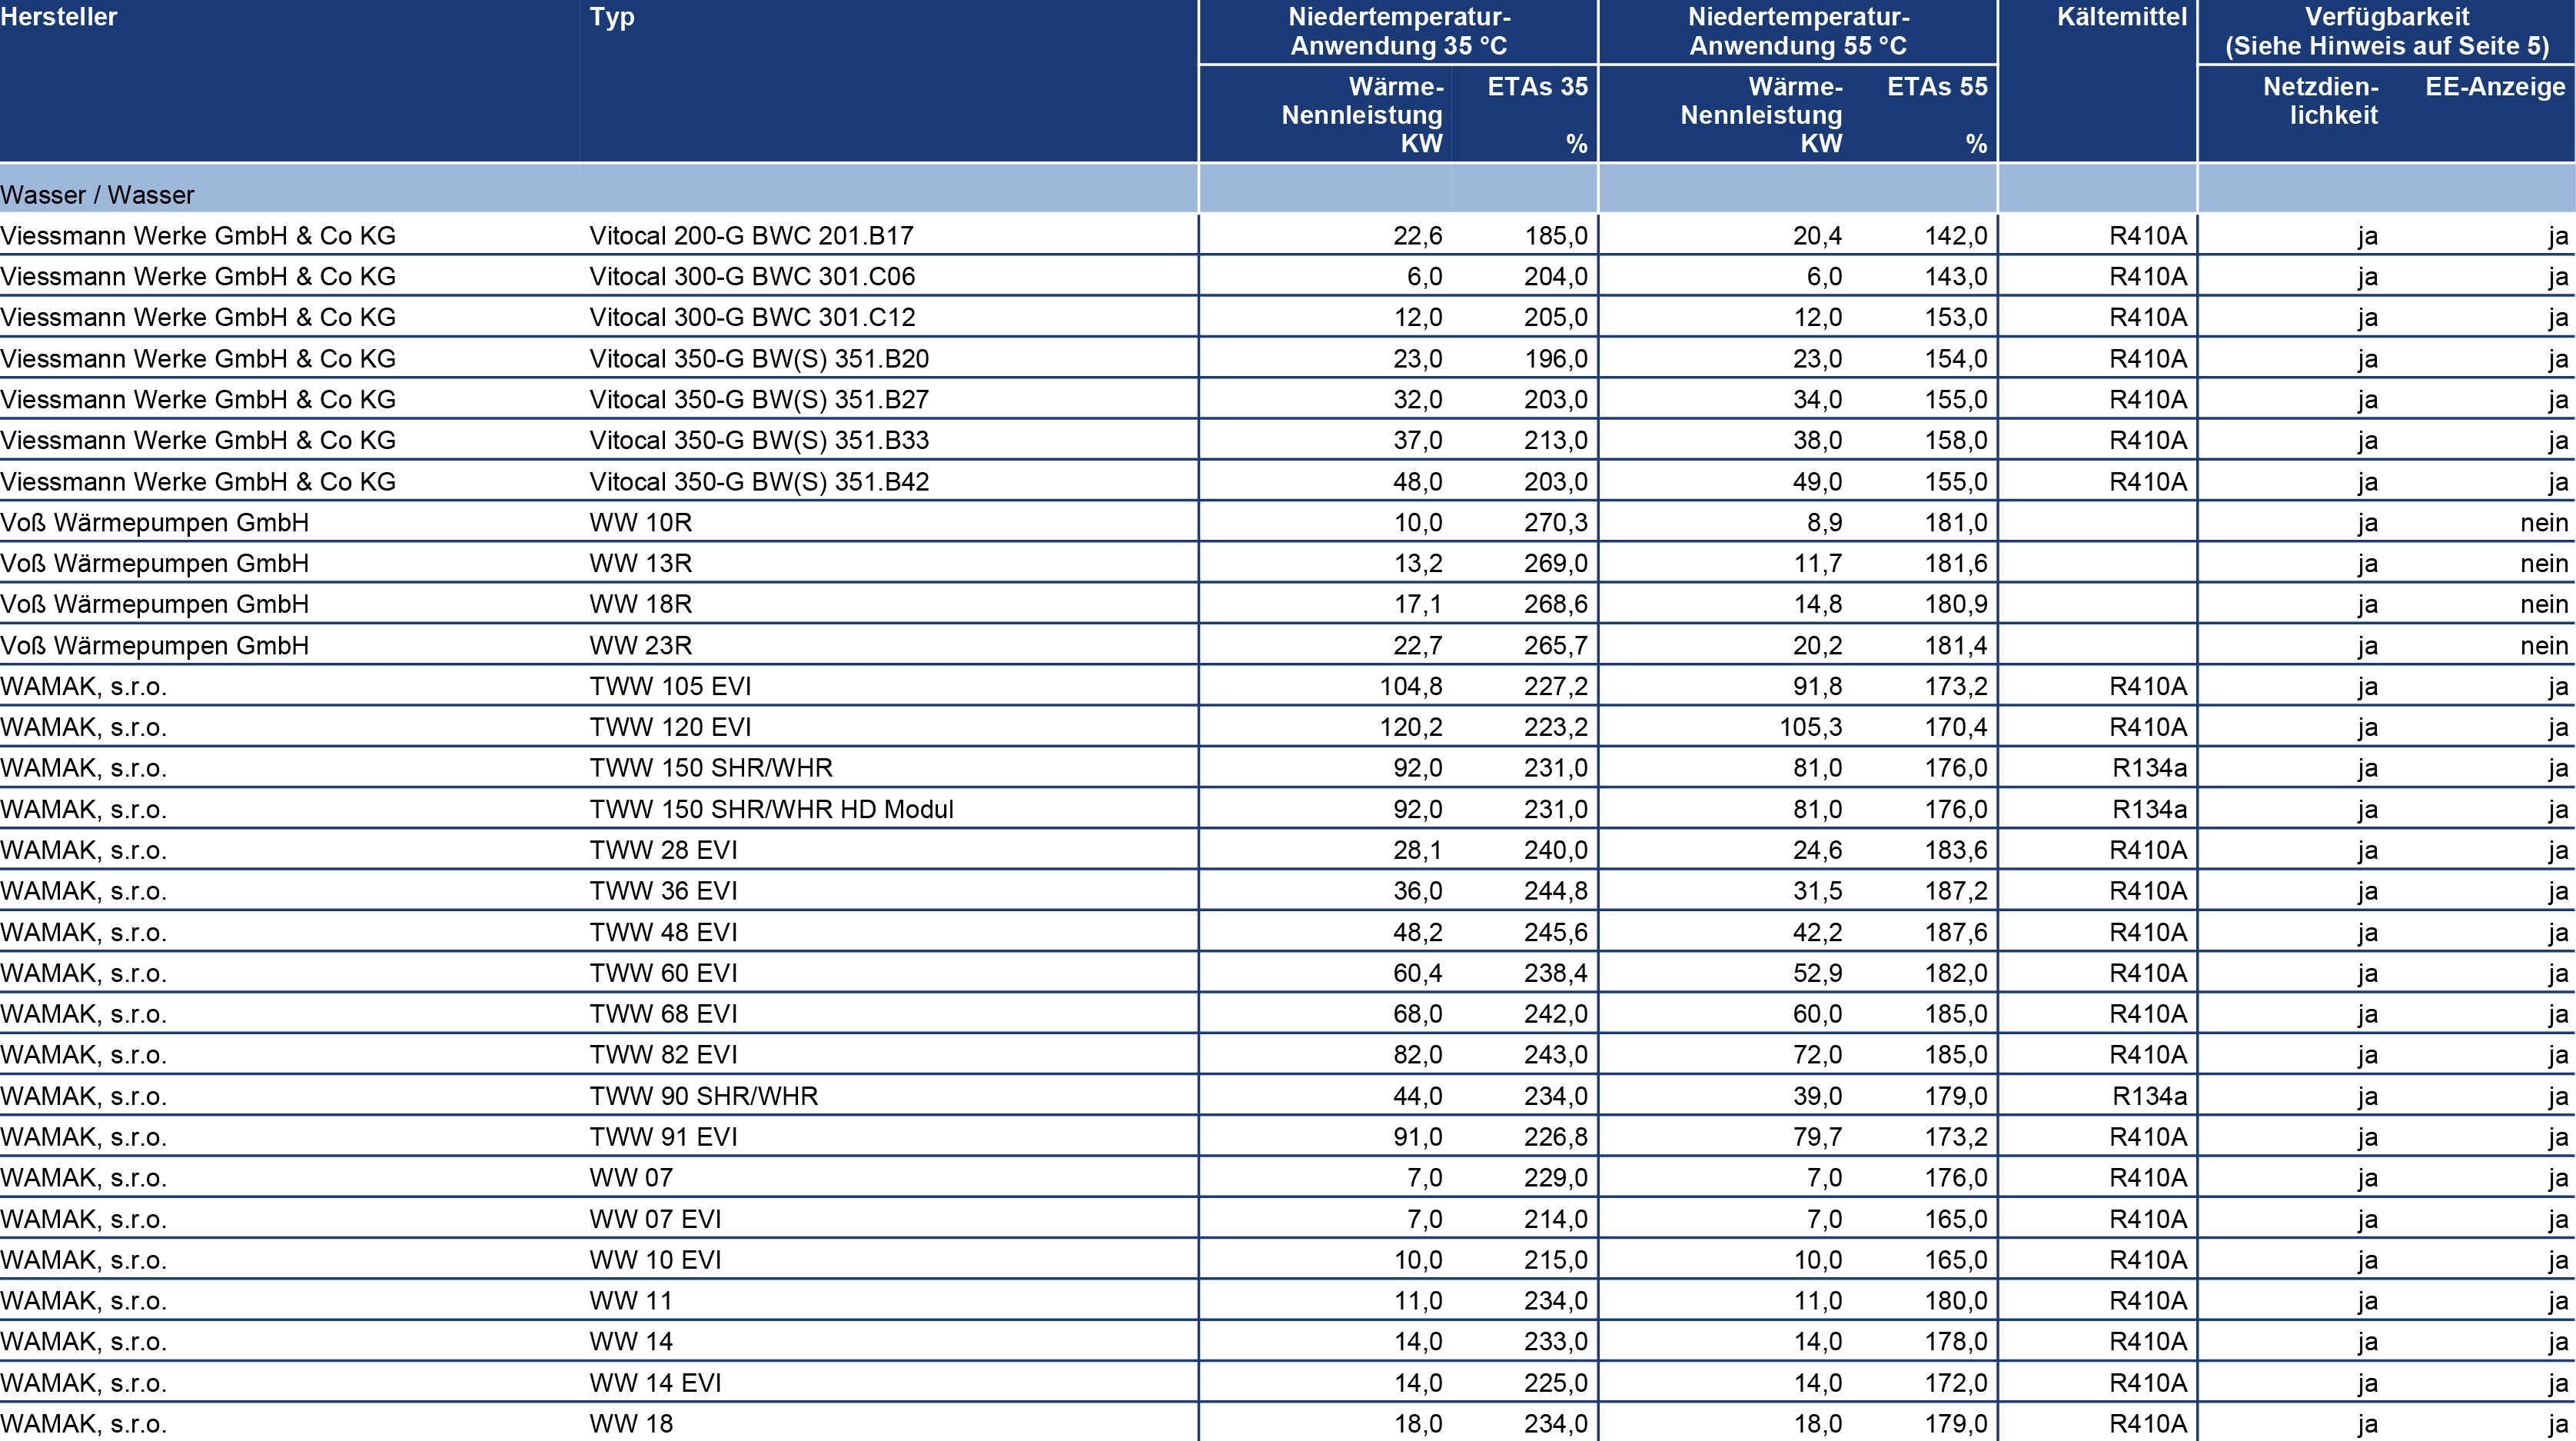 Hersteller Typ Niedertemperatur- Niedertemperatur- Kältemittel Verfügbarkeit
Anwendung 35 °C Anwendung 55 °C (Siehe Hinweis auf Seite 5)
Wärme- ETAs 35 Wärme- ETAs 55 Netzdien- EE-Anzeige
Nennleistung Nennleistung lichkeit
KW % KW %
Wasser / Wasser
Viessmann Werke GmbH & Co KG Vitocal 200-G BWC 201.B17 22,6 185,0 20,4 142,0 R410A ja ja
Viessmann Werke GmbH & Co KG Vitocal 300-G BWC 301.C06 6,0 204,0 6,0 143,0 R410A ja ja
Viessmann Werke GmbH & Co KG Vitocal 300-G BWC 301.C12 12,0 205,0 12,0 153,0 R410A ja ja
Viessmann Werke GmbH & Co KG Vitocal 350-G BW(S) 351.B20 23,0 196,0 23,0 154,0 R410A ja ja
Viessmann Werke GmbH & Co KG Vitocal 350-G BW(S) 351.B27 32,0 203,0 34,0 155,0 R410A ja ja
Viessmann Werke GmbH & Co KG Vitocal 350-G BW(S) 351.B33 37,0 213,0 38,0 158,0 R410A ja ja
Viessmann Werke GmbH & Co KG Vitocal 350-G BW(S) 351.B42 48,0 203,0 49,0 155,0 R410A ja ja
Voß Wärmepumpen GmbH WW 10R 10,0 270,3 8,9 181,0 ja nein
Voß Wärmepumpen GmbH WW 13R 13,2 269,0 11,7 181,6 ja nein
Voß Wärmepumpen GmbH WW 18R 17,1 268,6 14,8 180,9 ja nein
Voß Wärmepumpen GmbH WW 23R 22,7 265,7 20,2 181,4 ja nein
WAMAK, s.r.o. TWW 105 EVI 104,8 227,2 91,8 173,2 R410A ja ja
WAMAK, s.r.o. TWW 120 EVI 120,2 223,2 105,3 170,4 R410A ja ja
WAMAK, s.r.o. TWW 150 SHR/WHR 92,0 231,0 81,0 176,0 R134a ja ja
WAMAK, s.r.o. TWW 150 SHR/WHR HD Modul 92,0 231,0 81,0 176,0 R134a ja ja
WAMAK, s.r.o. TWW 28 EVI 28,1 240,0 24,6 183,6 R410A ja ja
WAMAK, s.r.o. TWW 36 EVI 36,0 244,8 31,5 187,2 R410A ja ja
WAMAK, s.r.o. TWW 48 EVI 48,2 245,6 42,2 187,6 R410A ja ja
WAMAK, s.r.o. TWW 60 EVI 60,4 238,4 52,9 182,0 R410A ja ja
WAMAK, s.r.o. TWW 68 EVI 68,0 242,0 60,0 185,0 R410A ja ja
WAMAK, s.r.o. TWW 82 EVI 82,0 243,0 72,0 185,0 R410A ja ja
WAMAK, s.r.o. TWW 90 SHR/WHR 44,0 234,0 39,0 179,0 R134a ja ja
WAMAK, s.r.o. TWW 91 EVI 91,0 226,8 79,7 173,2 R410A ja ja
WAMAK, s.r.o. WW 07 7,0 229,0 7,0 176,0 R410A ja ja
WAMAK, s.r.o. WW 07 EVI 7,0 214,0 7,0 165,0 R410A ja ja
WAMAK, s.r.o. WW 10 EVI 10,0 215,0 10,0 165,0 R410A ja ja
WAMAK, s.r.o. WW 11 11,0 234,0 11,0 180,0 R410A ja ja
WAMAK, s.r.o. WW 14 14,0 233,0 14,0 178,0 R410A ja ja
WAMAK, s.r.o. WW 14 EVI 14,0 225,0 14,0 172,0 R410A ja ja
WAMAK, s.r.o. WW 18 18,0 234,0 18,0 179,0 R410A ja ja